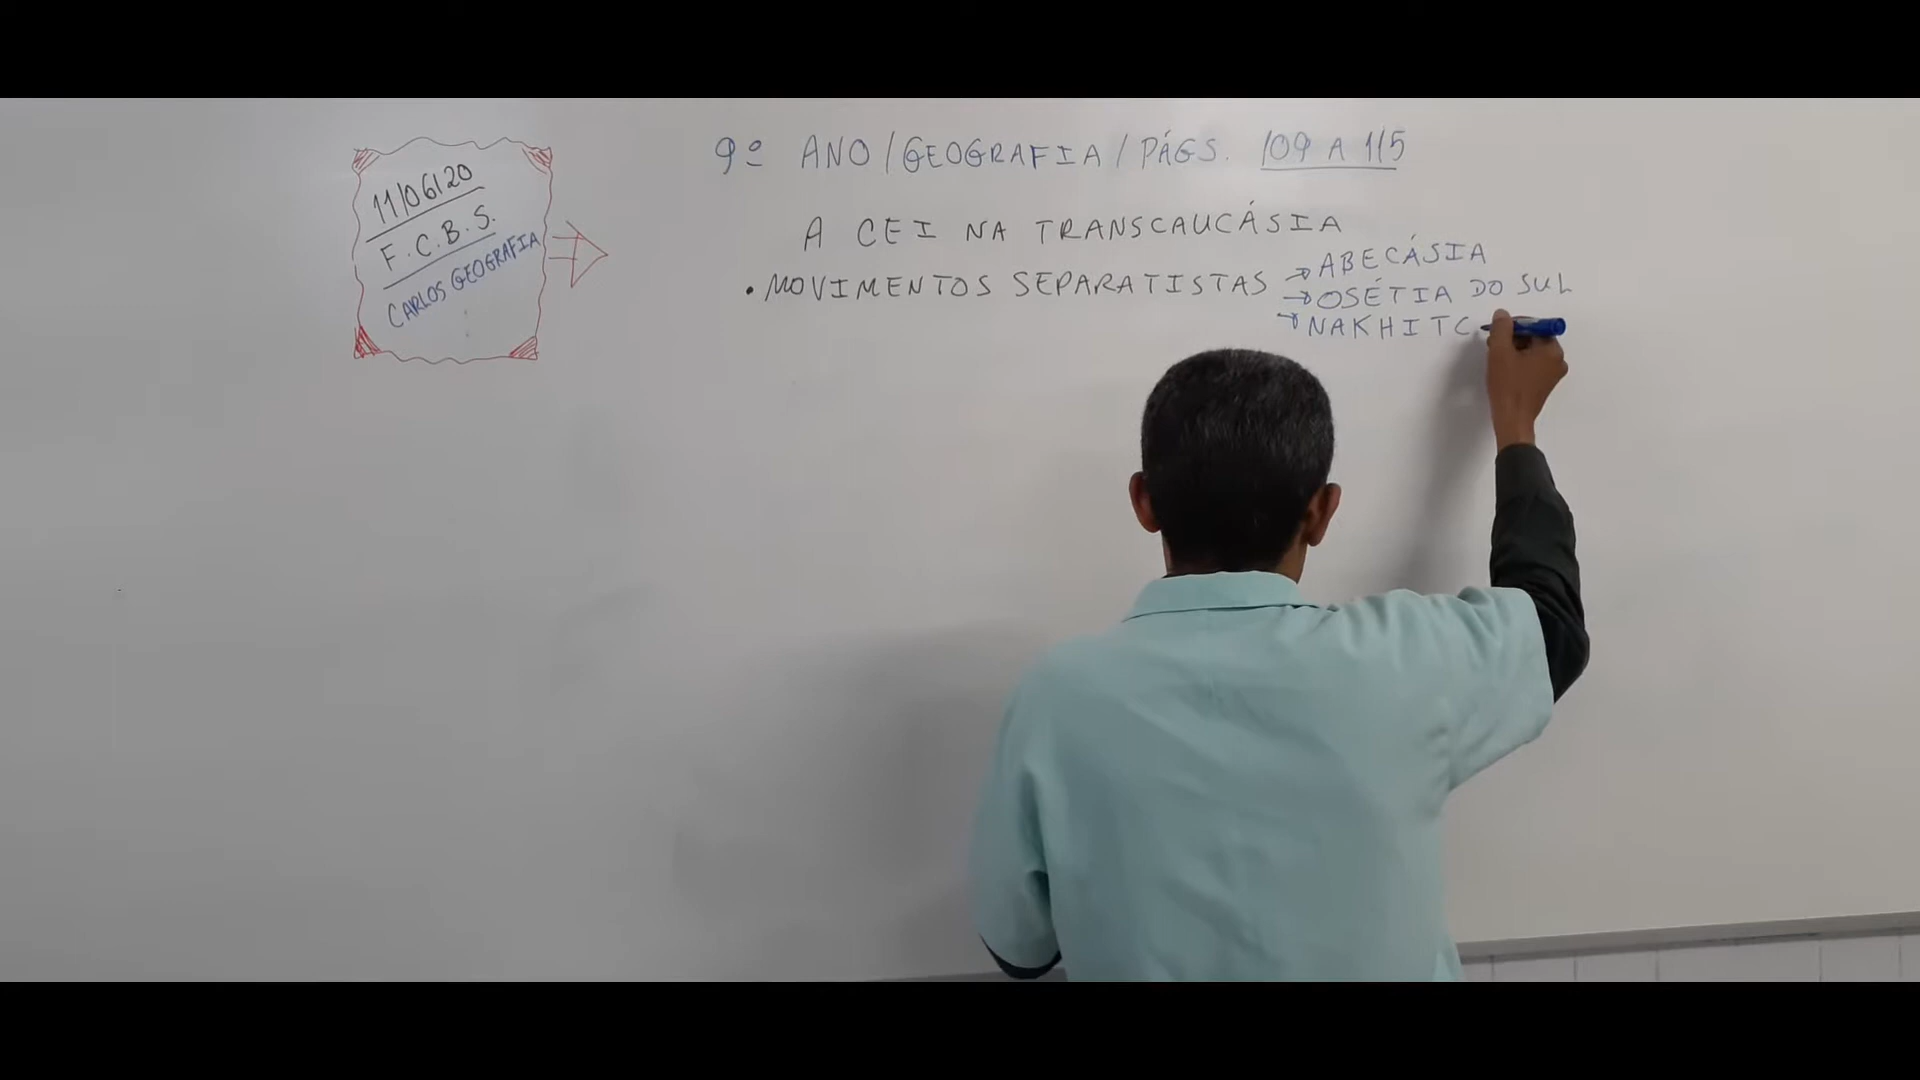 11/06/20
F.C.B.S.
CARLOS GEOGRAFIA
9º ANO/GEOGRAFIA/PÁGS. 109 A 115
A CEI NA TRANSCAUCÁSIA
• MOVIMENTOS SEPARATISTAS → ABECÁSIA
→ OSÉTIA DO SUL
→ NAKHITC